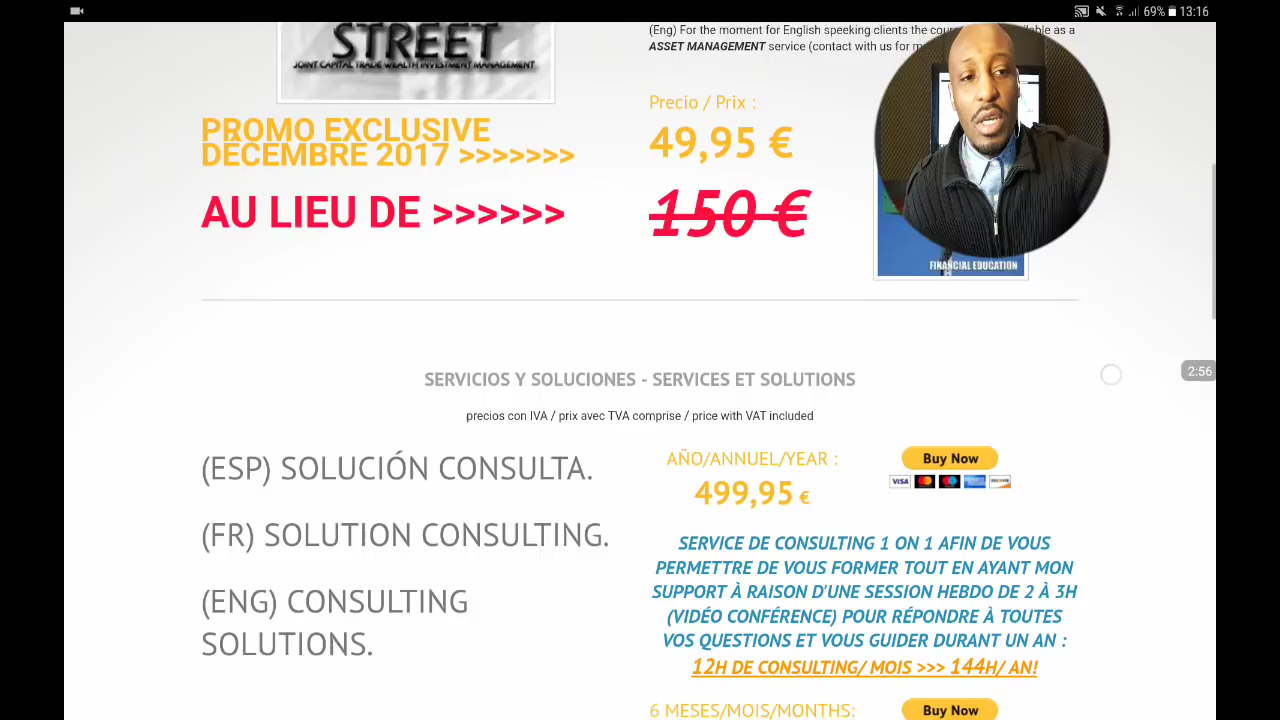 69% 13:16
STREET
JOINT CAPITAL TRADE WEALTH INVESTMENT MANAGEMENT
(Eng) For the moment for English speeking clients the as a
ASSET MANAGEMENT service (contact with us for
PROMO EXCLUSIVE
DECEMBRE 2017 >>>>>>>
Precio / Prix :
49,95 €
AU LIEU DE >>>>>>
150 €
FINANCIAL EDUCATION
SERVICIOS Y SOLUCIONES - SERVICES ET SOLUTIONS
2:56
precios con IVA / prix avec TVA comprise / price with VAT included
(ESP) SOLUCIÓN CONSULTA.
(FR) SOLUTION CONSULTING.
(ENG) CONSULTING
SOLUTIONS.
AÑO/ANNUEL/YEAR :
499,95 €
Buy Now
VISA
SERVICE DE CONSULTING 1 ON 1 AFIN DE VOUS
PERMETTRE DE VOUS FORMER TOUT EN AYANT MON
SUPPORT À RAISON D'UNE SESSION HEBDO DE 2 À 3H
(VIDÉO CONFÉRENCE) POUR RÉPONDRE À TOUTES
VOS QUESTIONS ET VOUS GUIDER DURANT UN AN :
12H DE CONSULTING/ MOIS >>> 144H/ AN!
6 MESES/MOIS/MONTHS:
Buy Now